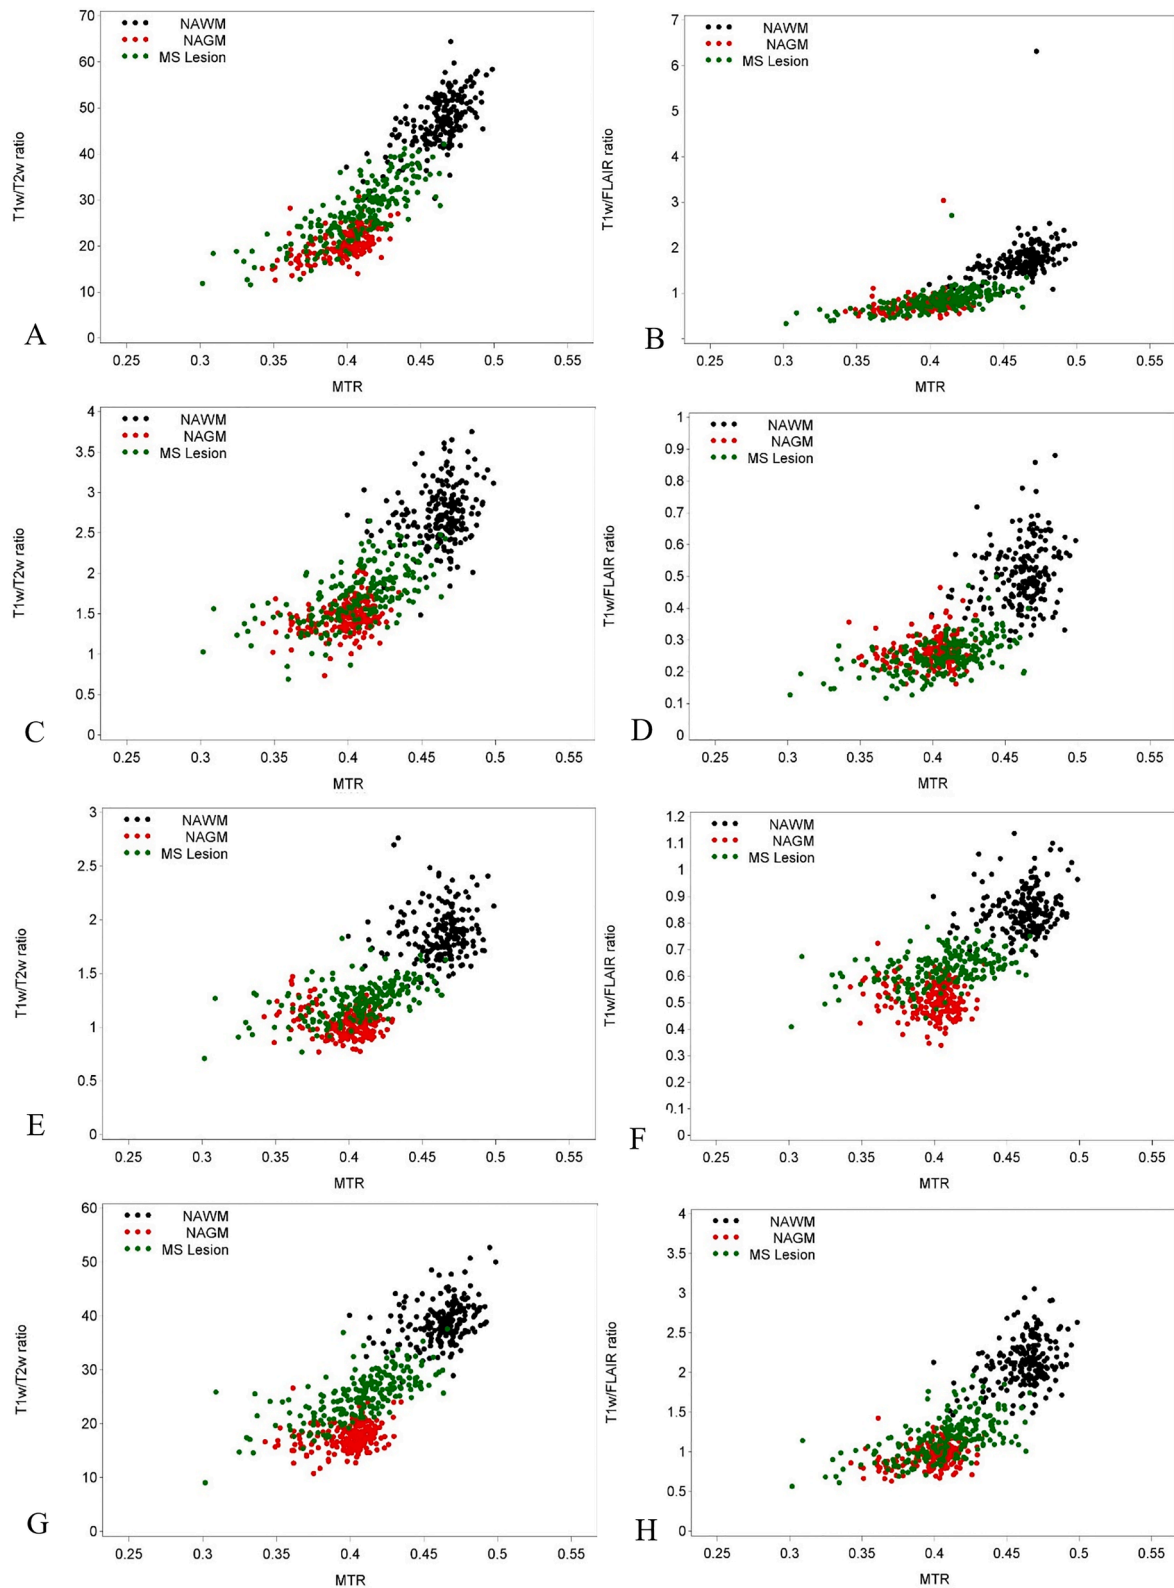 70
60
50
40
30
20
10
0
NAWM
NAGM
MS Lesion
T1w/T2w ratio
0.25 0.3 0.35 0.4 0.45 0.5 0.55
MTR
A
7
6
5
4
3
2
1
NAWM
NAGM
MS Lesion
T1w/FLAIR ratio
0.25 0.3 0.35 0.4 0.45 0.5 0.55
MTR
B
4
3.5
3
2.5
2
1.5
1
0.5
0
NAWM
NAGM
MS Lesion
T1w/T2w ratio
0.25 0.3 0.35 0.4 0.45 0.5 0.55
MTR
C
1
0.9
0.8
0.7
0.6
0.5
0.4
0.3
0.2
0.1
0
NAWM
NAGM
MS Lesion
T1w/FLAIR ratio
0.25 0.3 0.35 0.4 0.45 0.5 0.55
MTR
D
3
2.5
2
1.5
1
0.5
0
NAWM
NAGM
MS Lesion
T1w/T2w ratio
0.25 0.3 0.35 0.4 0.45 0.5 0.55
MTR
E
1.2
1.1
1
0.9
0.8
0.7
0.6
0.5
0.4
0.3
0.2
0.1
0
NAWM
NAGM
MS Lesion
T1w/FLAIR ratio
0.25 0.3 0.35 0.4 0.45 0.5 0.55
MTR
F
60
50
40
30
20
10
0
NAWM
NAGM
MS Lesion
T1w/T2w ratio
0.25 0.3 0.35 0.4 0.45 0.5 0.55
MTR
G
4
3.5
3
2.5
2
1.5
1
0.5
0
NAWM
NAGM
MS Lesion
T1w/FLAIR ratio
0.25 0.3 0.35 0.4 0.45 0.5 0.55
MTR
H